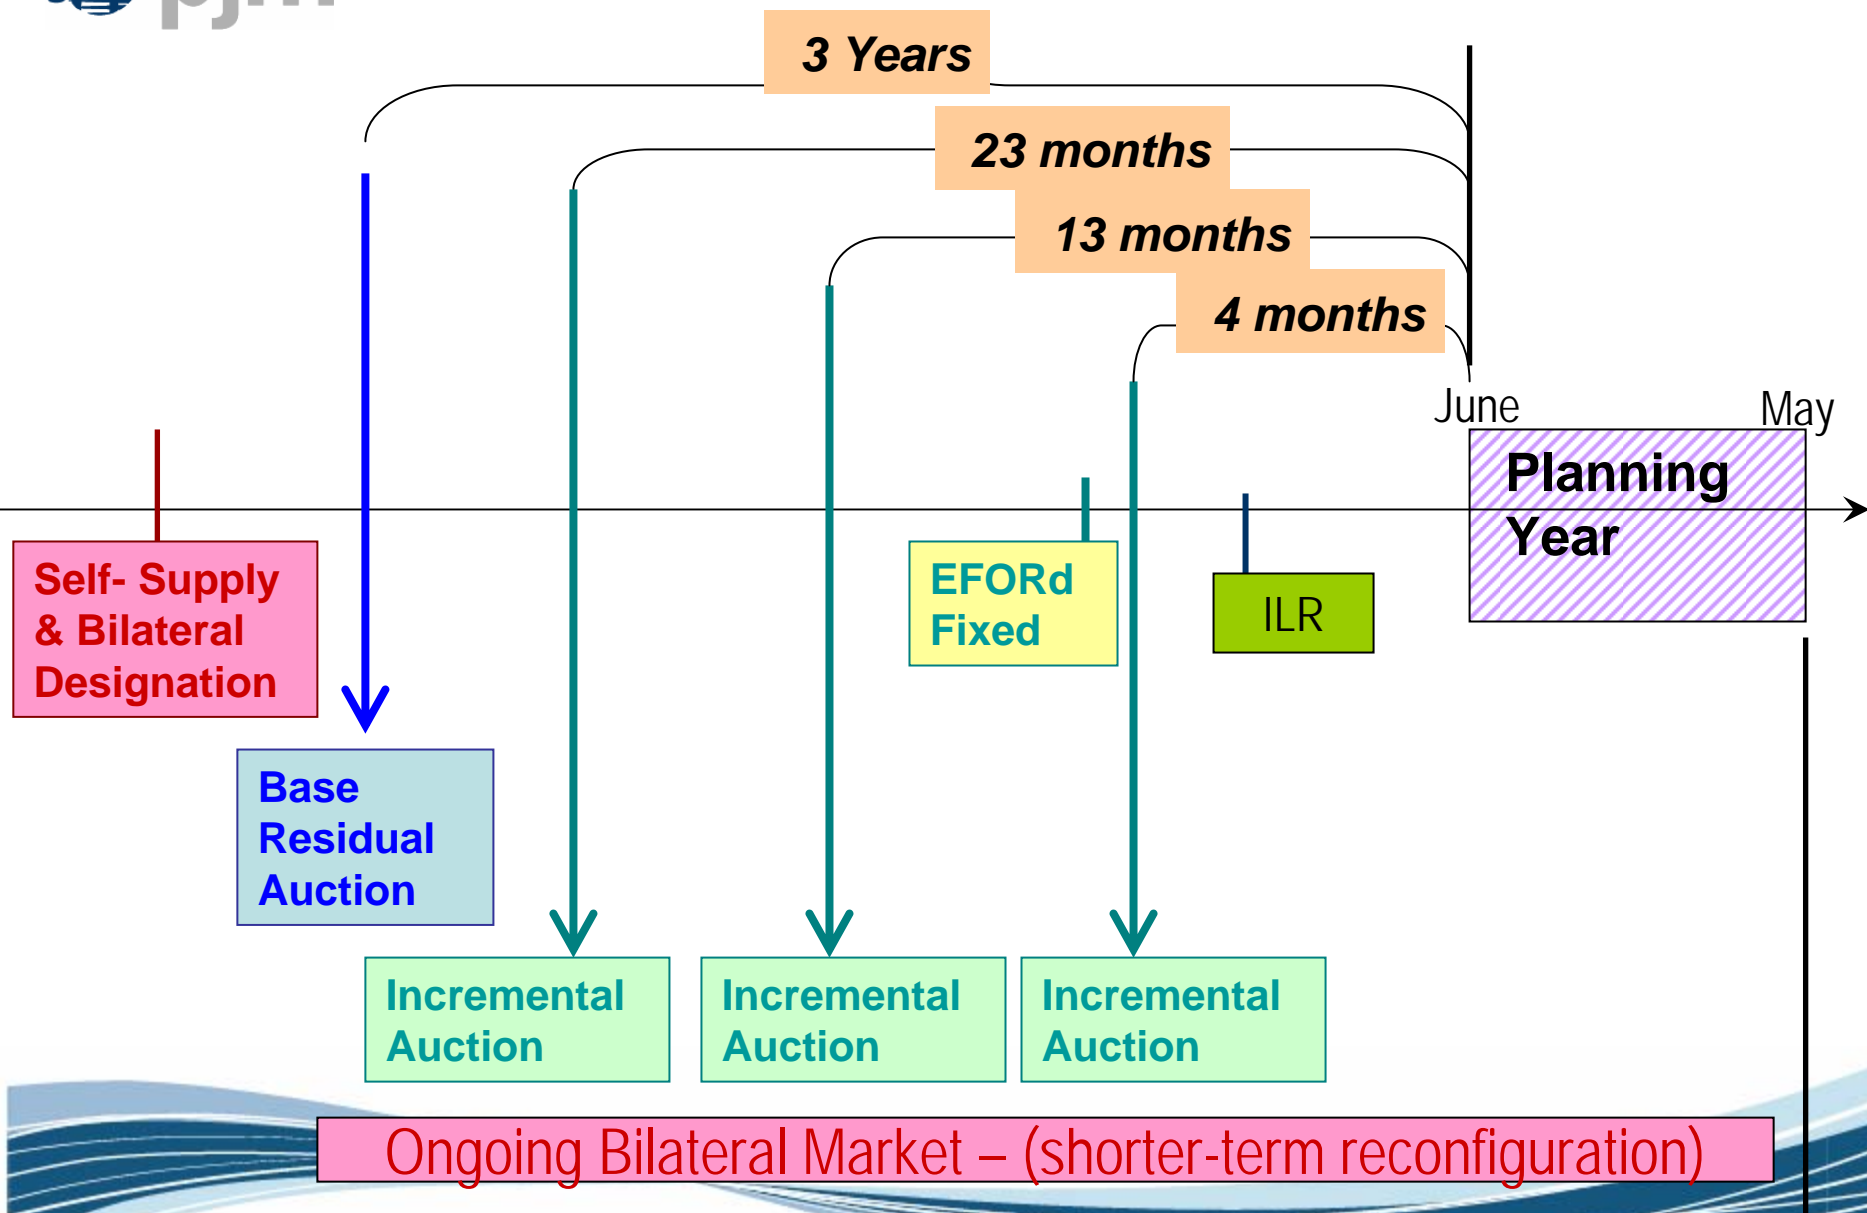 pjm
3 Years
23 months
13 months
4 months
June
May
Planning
Year
Self- Supply
& Bilateral
Designation
EFORd
Fixed
ILR
Base
Residual
Auction
Incremental
Auction
Incremental
Auction
Incremental
Auction
Ongoing Bilateral Market – (shorter-term reconfiguration)